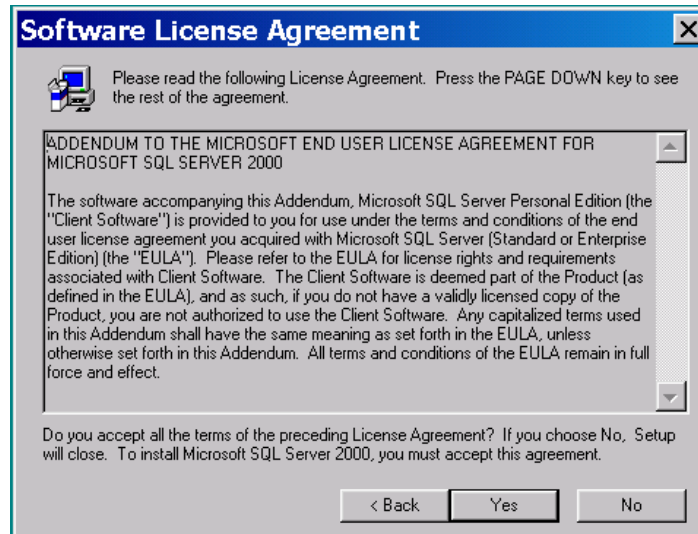 Software License Agreement
Please read the following License Agreement. Press the PAGE DOWN key to see
the rest of the agreement.
ADDENDUM TO THE MICROSOFT END USER LICENSE AGREEMENT FOR
MICROSOFT SQL SERVER 2000
The software accompanying this Addendum, Microsoft SQL Server Personal Edition (the
"Client Software") is provided to you for use under the terms and conditions of the end
user license agreement you acquired with Microsoft SQL Server (Standard or Enterprise
Edition) (the "EULA"). Please refer to the EULA for license rights and requirements
associated with Client Software. The Client Software is deemed part of the Product (as
defined in the EULA), and as such, if you do not have a validly licensed copy of the
Product, you are not authorized to use the Client Software. Any capitalized terms used
in this Addendum shall have the same meaning as set forth in the EULA, unless
otherwise set forth in this Addendum. All terms and conditions of the EULA remain in full
force and effect.
Do you accept all the terms of the preceding License Agreement? If you choose No, Setup
will close. To install Microsoft SQL Server 2000, you must accept this agreement.
< Back Yes No